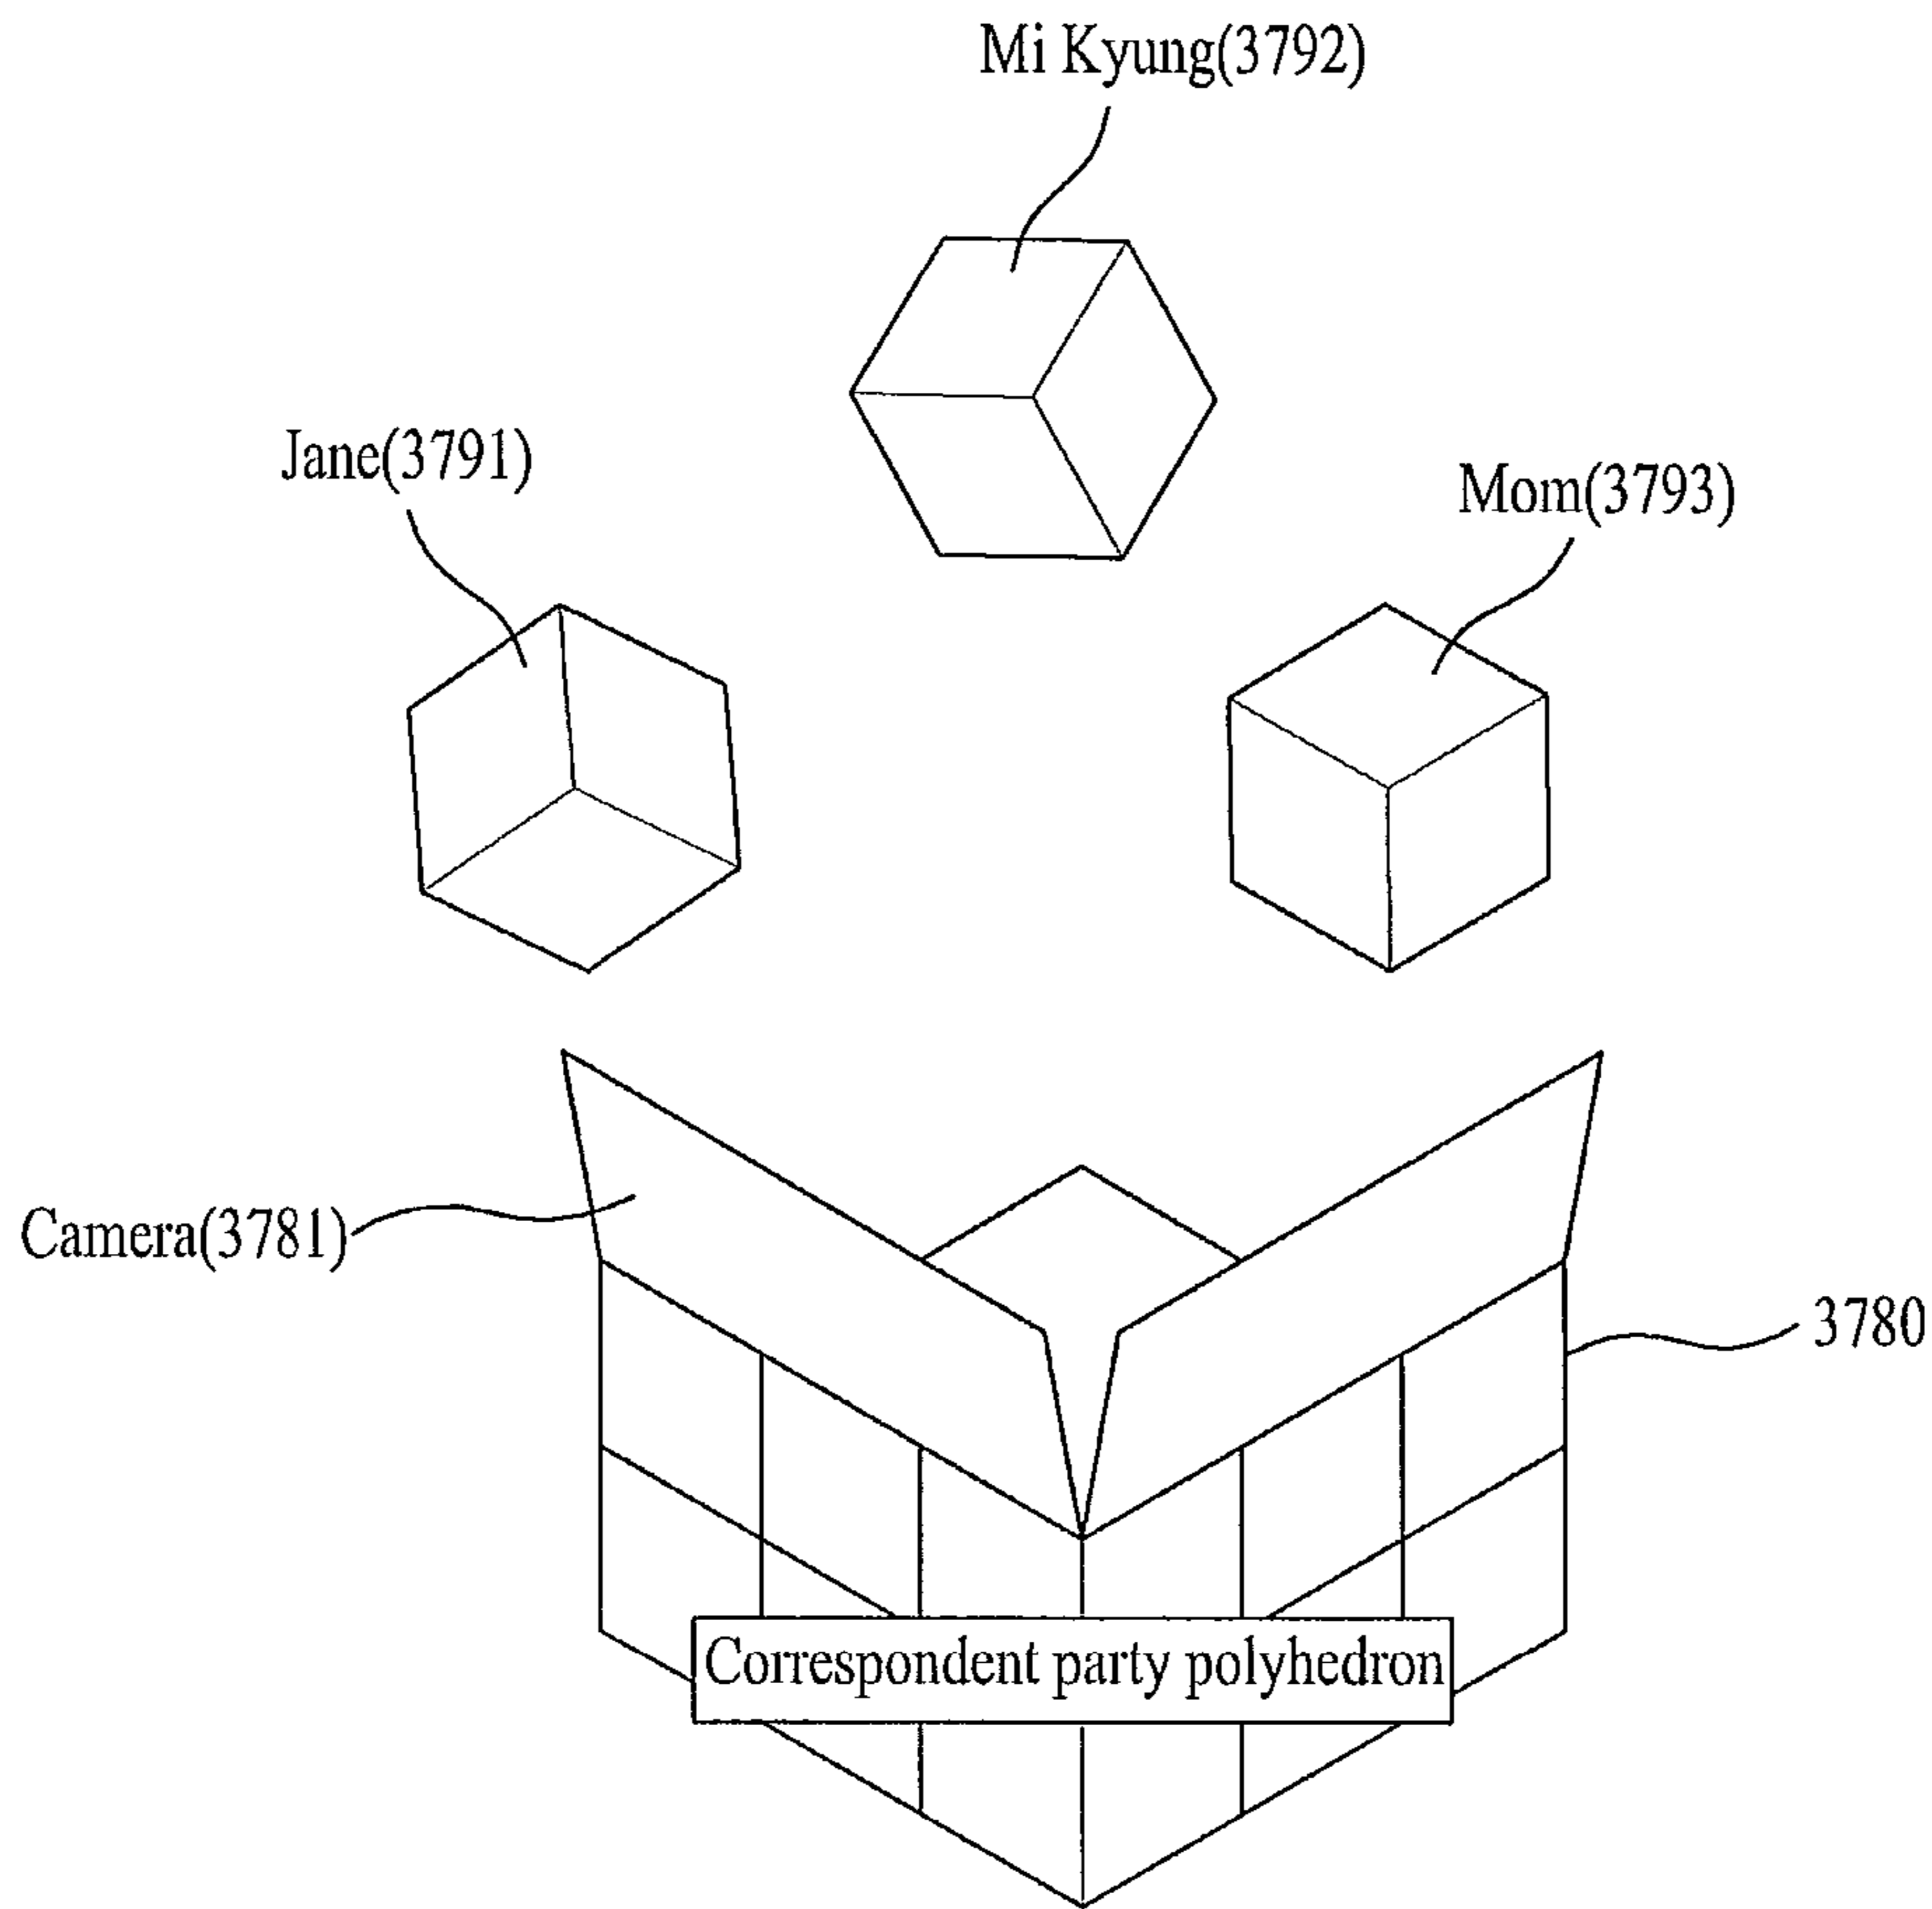 Mi Kyung(3792)
Jane(3791)
Mom(3793)
Camera(3781)
3780
Correspondent party polyhedron